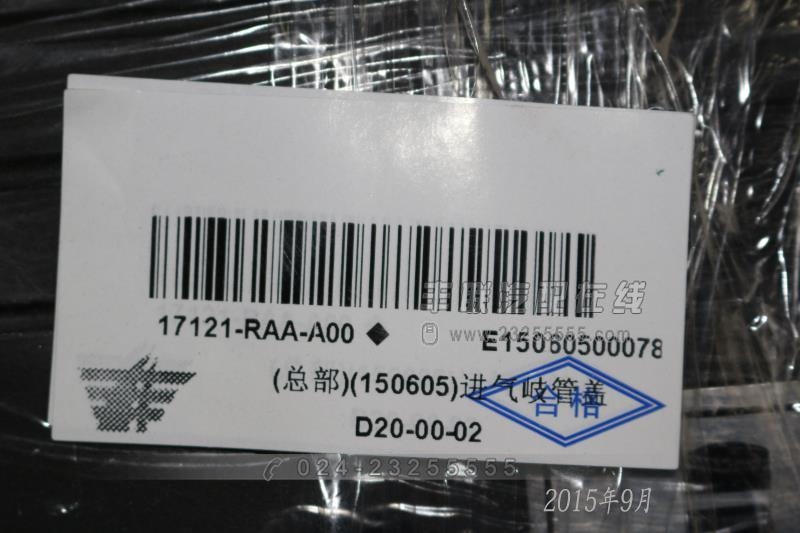 17121-RAA-A00 ◆ E15060500078
丰联汽配在线
www.23255555.com
(总部)(150605)进气岐管盖
合格
D20-00-02
024-23255555
2015年9月